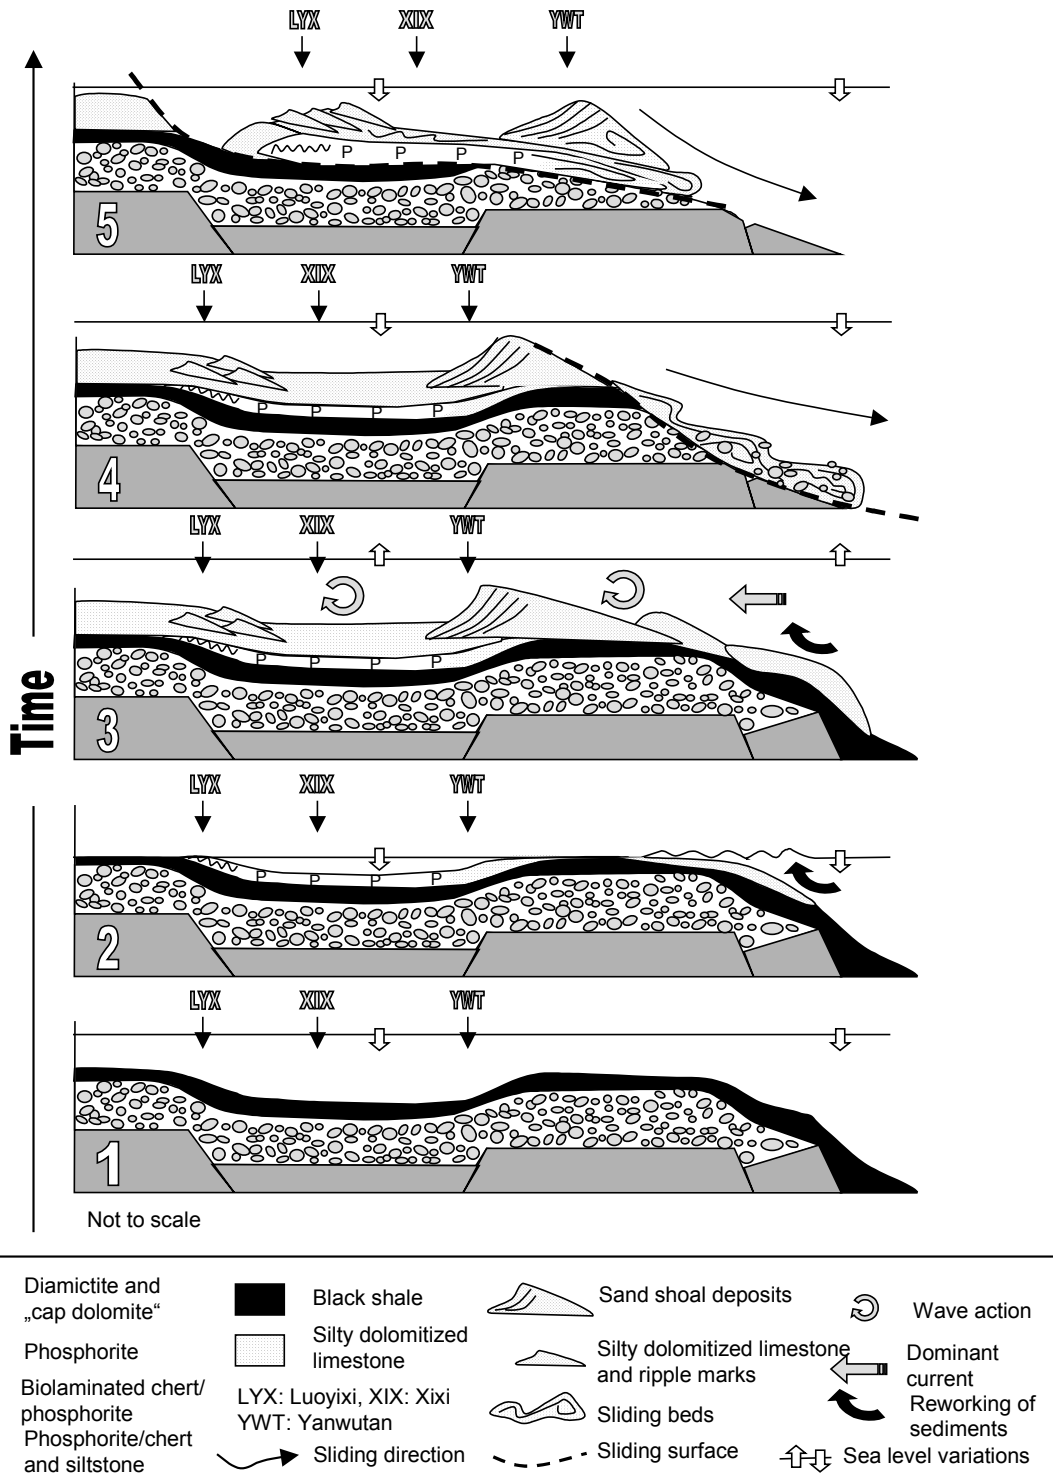 LYX XIX YWT
P P P P
5
LYX XIX YWT
P P P P
4
LYX XIX YWT
P P P P
3
Time
LYX XIX YWT
P P P P
2
LYX XIX YWT
1
Not to scale
Diamictite and
„cap dolomite“
Phosphorite
Biolaminated chert/
phosphorite
Phosphorite/chert
and siltstone
Black shale
Silty dolomitized
limestone
LYX: Luoyixi, XIX: Xixi
YWT: Yanwutan
Sliding direction
Sand shoal deposits
Silty dolomitized limestone
and ripple marks
Sliding beds
Sliding surface
Wave action
Dominant
current
Reworking of
sediments
Sea level variations